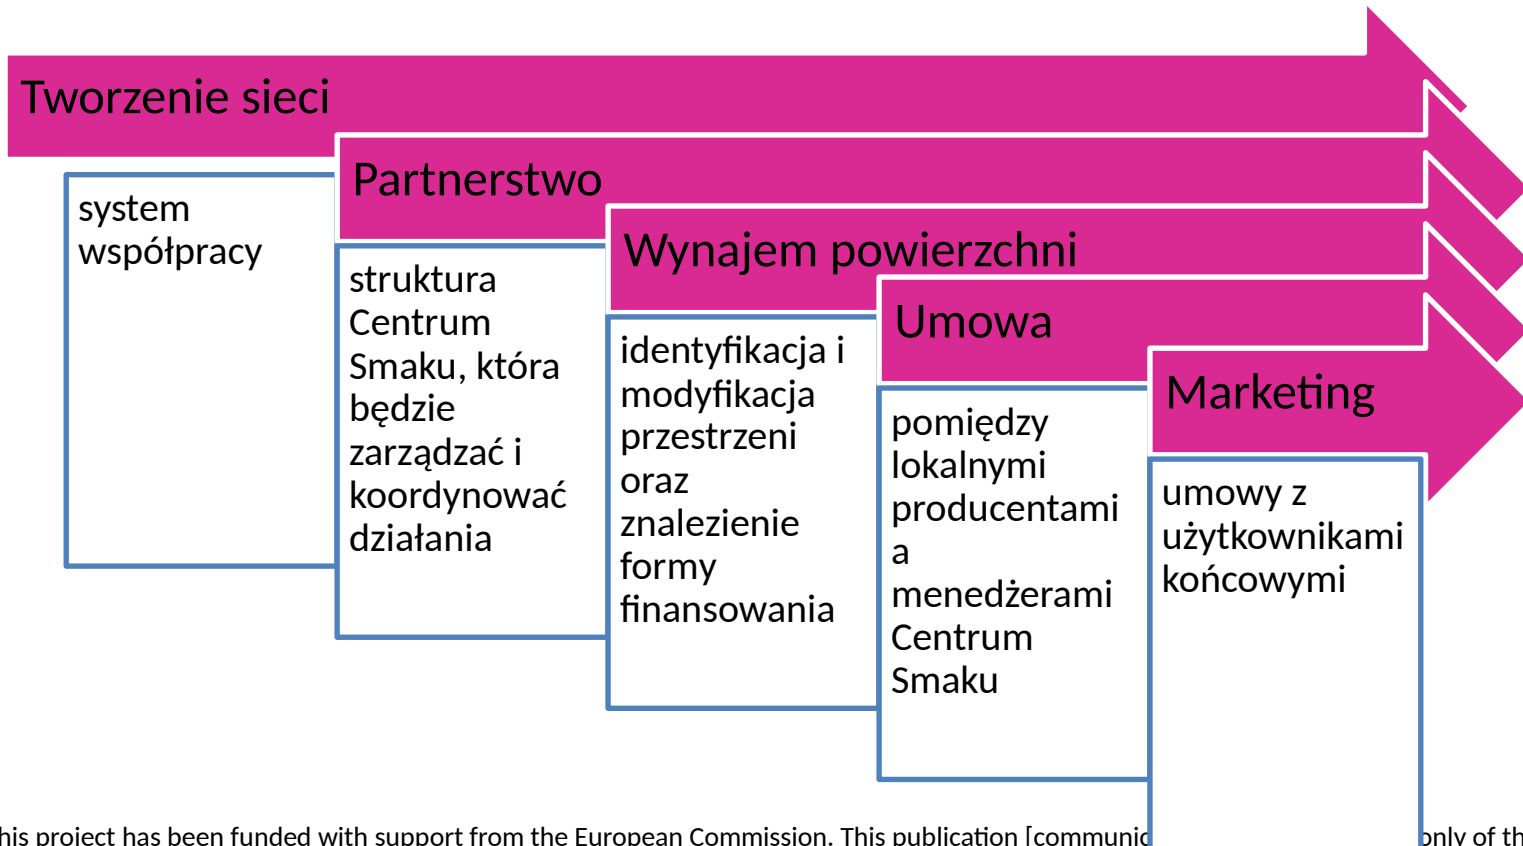 Tworzenie sieci
system
współpracy
Partnerstwo
struktura
Centrum
Smaku, która
będzie
zarządzać i
koordynować
działania
Wynajem powierzchni
identyfikacja i
modyfikacja
przestrzeni
oraz
znalezienie
formy
finansowania
Umowa
pomiędzy
lokalnymi
producentami
a
menedżerami
Centrum
Smaku
Marketing
umowy z
użytkownikami
końcowymi
his project has been funded with support from the European Commission. This publication [communic only of th